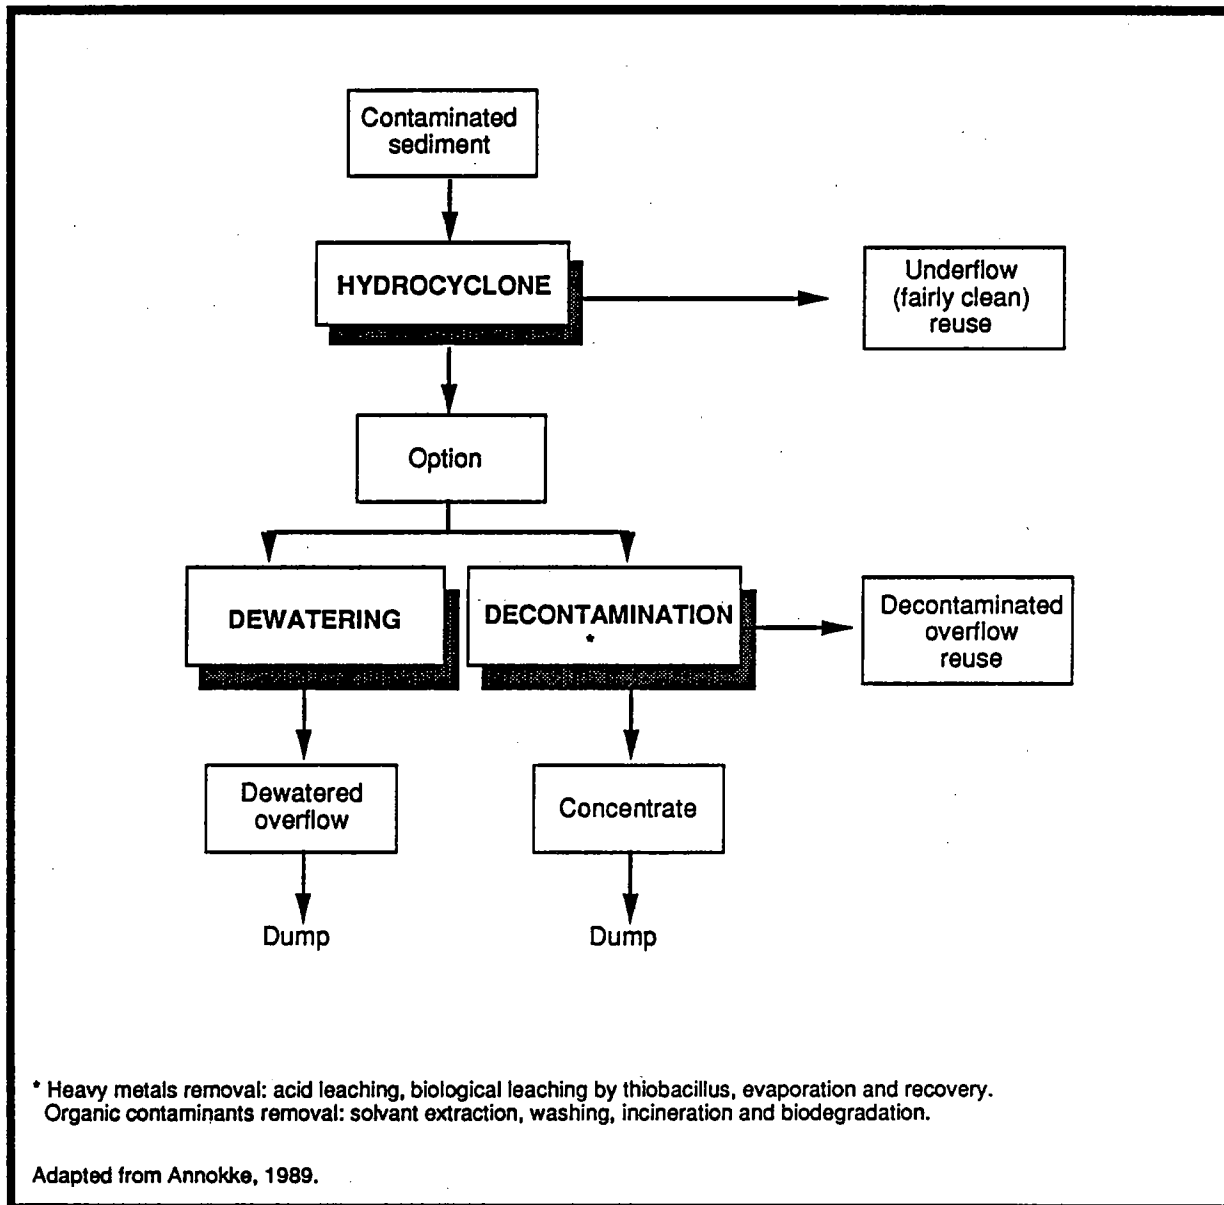 Contaminated
sediment
HYDROCYCLONE
Underflow
(fairly clean)
reuse
Option
DEWATERING
DECONTAMINATION
*
Decontaminated
overflow
reuse
Dewatered
overflow
Concentrate
Dump
Dump
* Heavy metals removal: acid leaching, biological leaching by thiobacillus, evaporation and recovery.
Organic contaminants removal: solvant extraction, washing, incineration and biodegradation.
Adapted from Annokke, 1989.